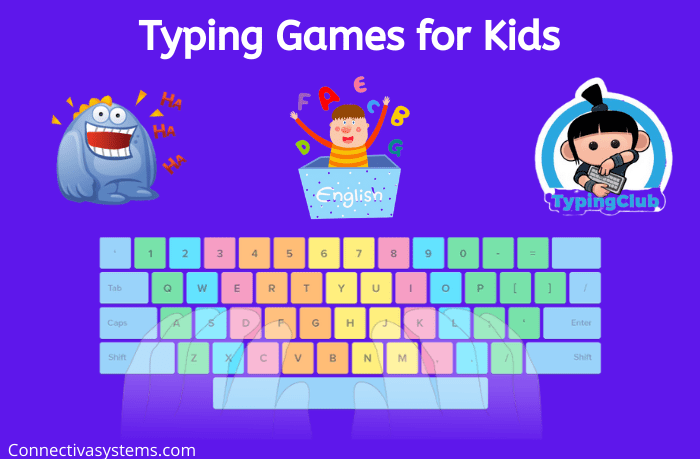 Typing Games for Kids
HA
HA
HA
F A E C B D G
English
TypingClub
` 1 2 3 4 5 6 7 8 9 0 - =
Tab Q W E R T Y U I O P [ ] /
Caps A S D F G H J K L ; ' Enter
Shift Z X C V B N M , . / Shift
Connectivasystems.com